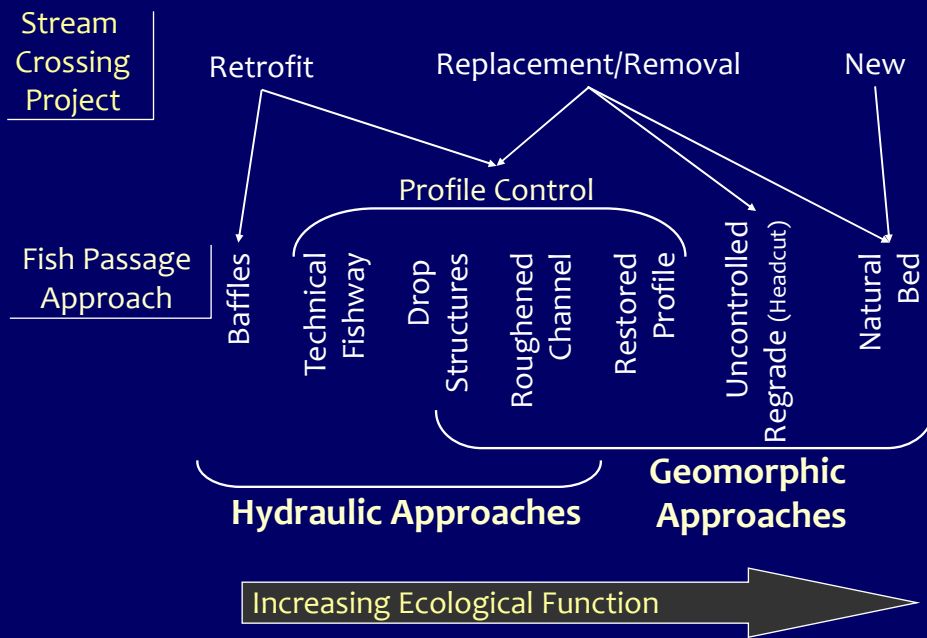 Stream
Crossing
Project
Retrofit
Replacement/Removal
New
Profile Control
Fish Passage
Approach
Baffles
Technical
Fishway
Drop
Structures
Roughened
Channel
Restored
Profile
Uncontrolled
Regrade (Headcut)
Natural
Bed
Hydraulic Approaches
Geomorphic
Approaches
Increasing Ecological Function